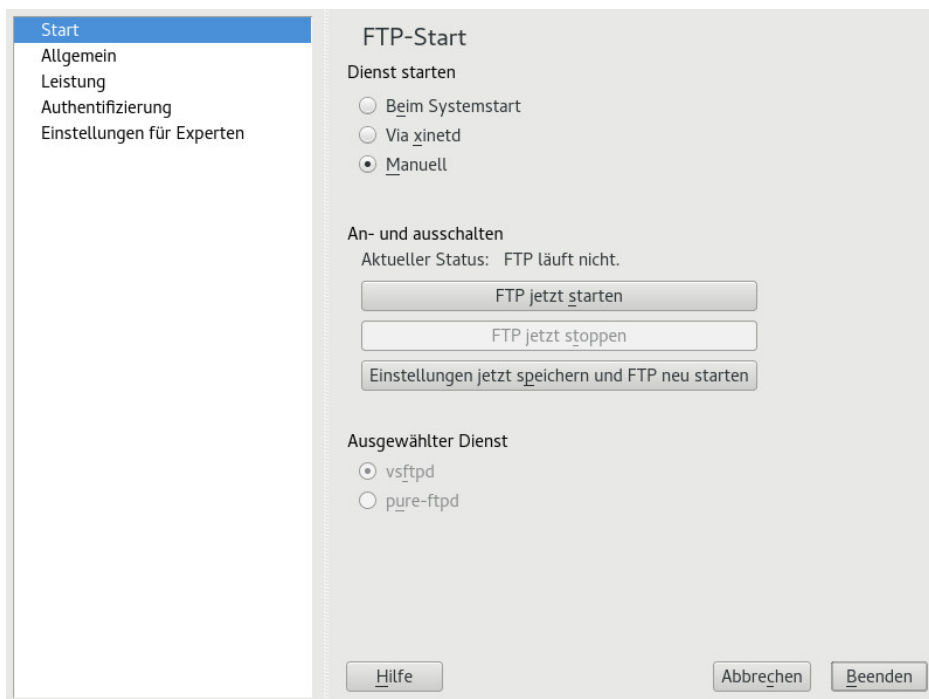 Start
Allgemein
Leistung
Authentifizierung
Einstellungen für Experten
FTP-Start
Dienst starten
Beim Systemstart
Via xinetd
Manuell
An- und ausschalten
Aktueller Status: FTP läuft nicht.
FTP jetzt starten
FTP jetzt stoppen
Einstellungen jetzt speichern und FTP neu starten
Ausgewählter Dienst
vsftpd
pure-ftpd
Hilfe
Abbrechen
Beenden